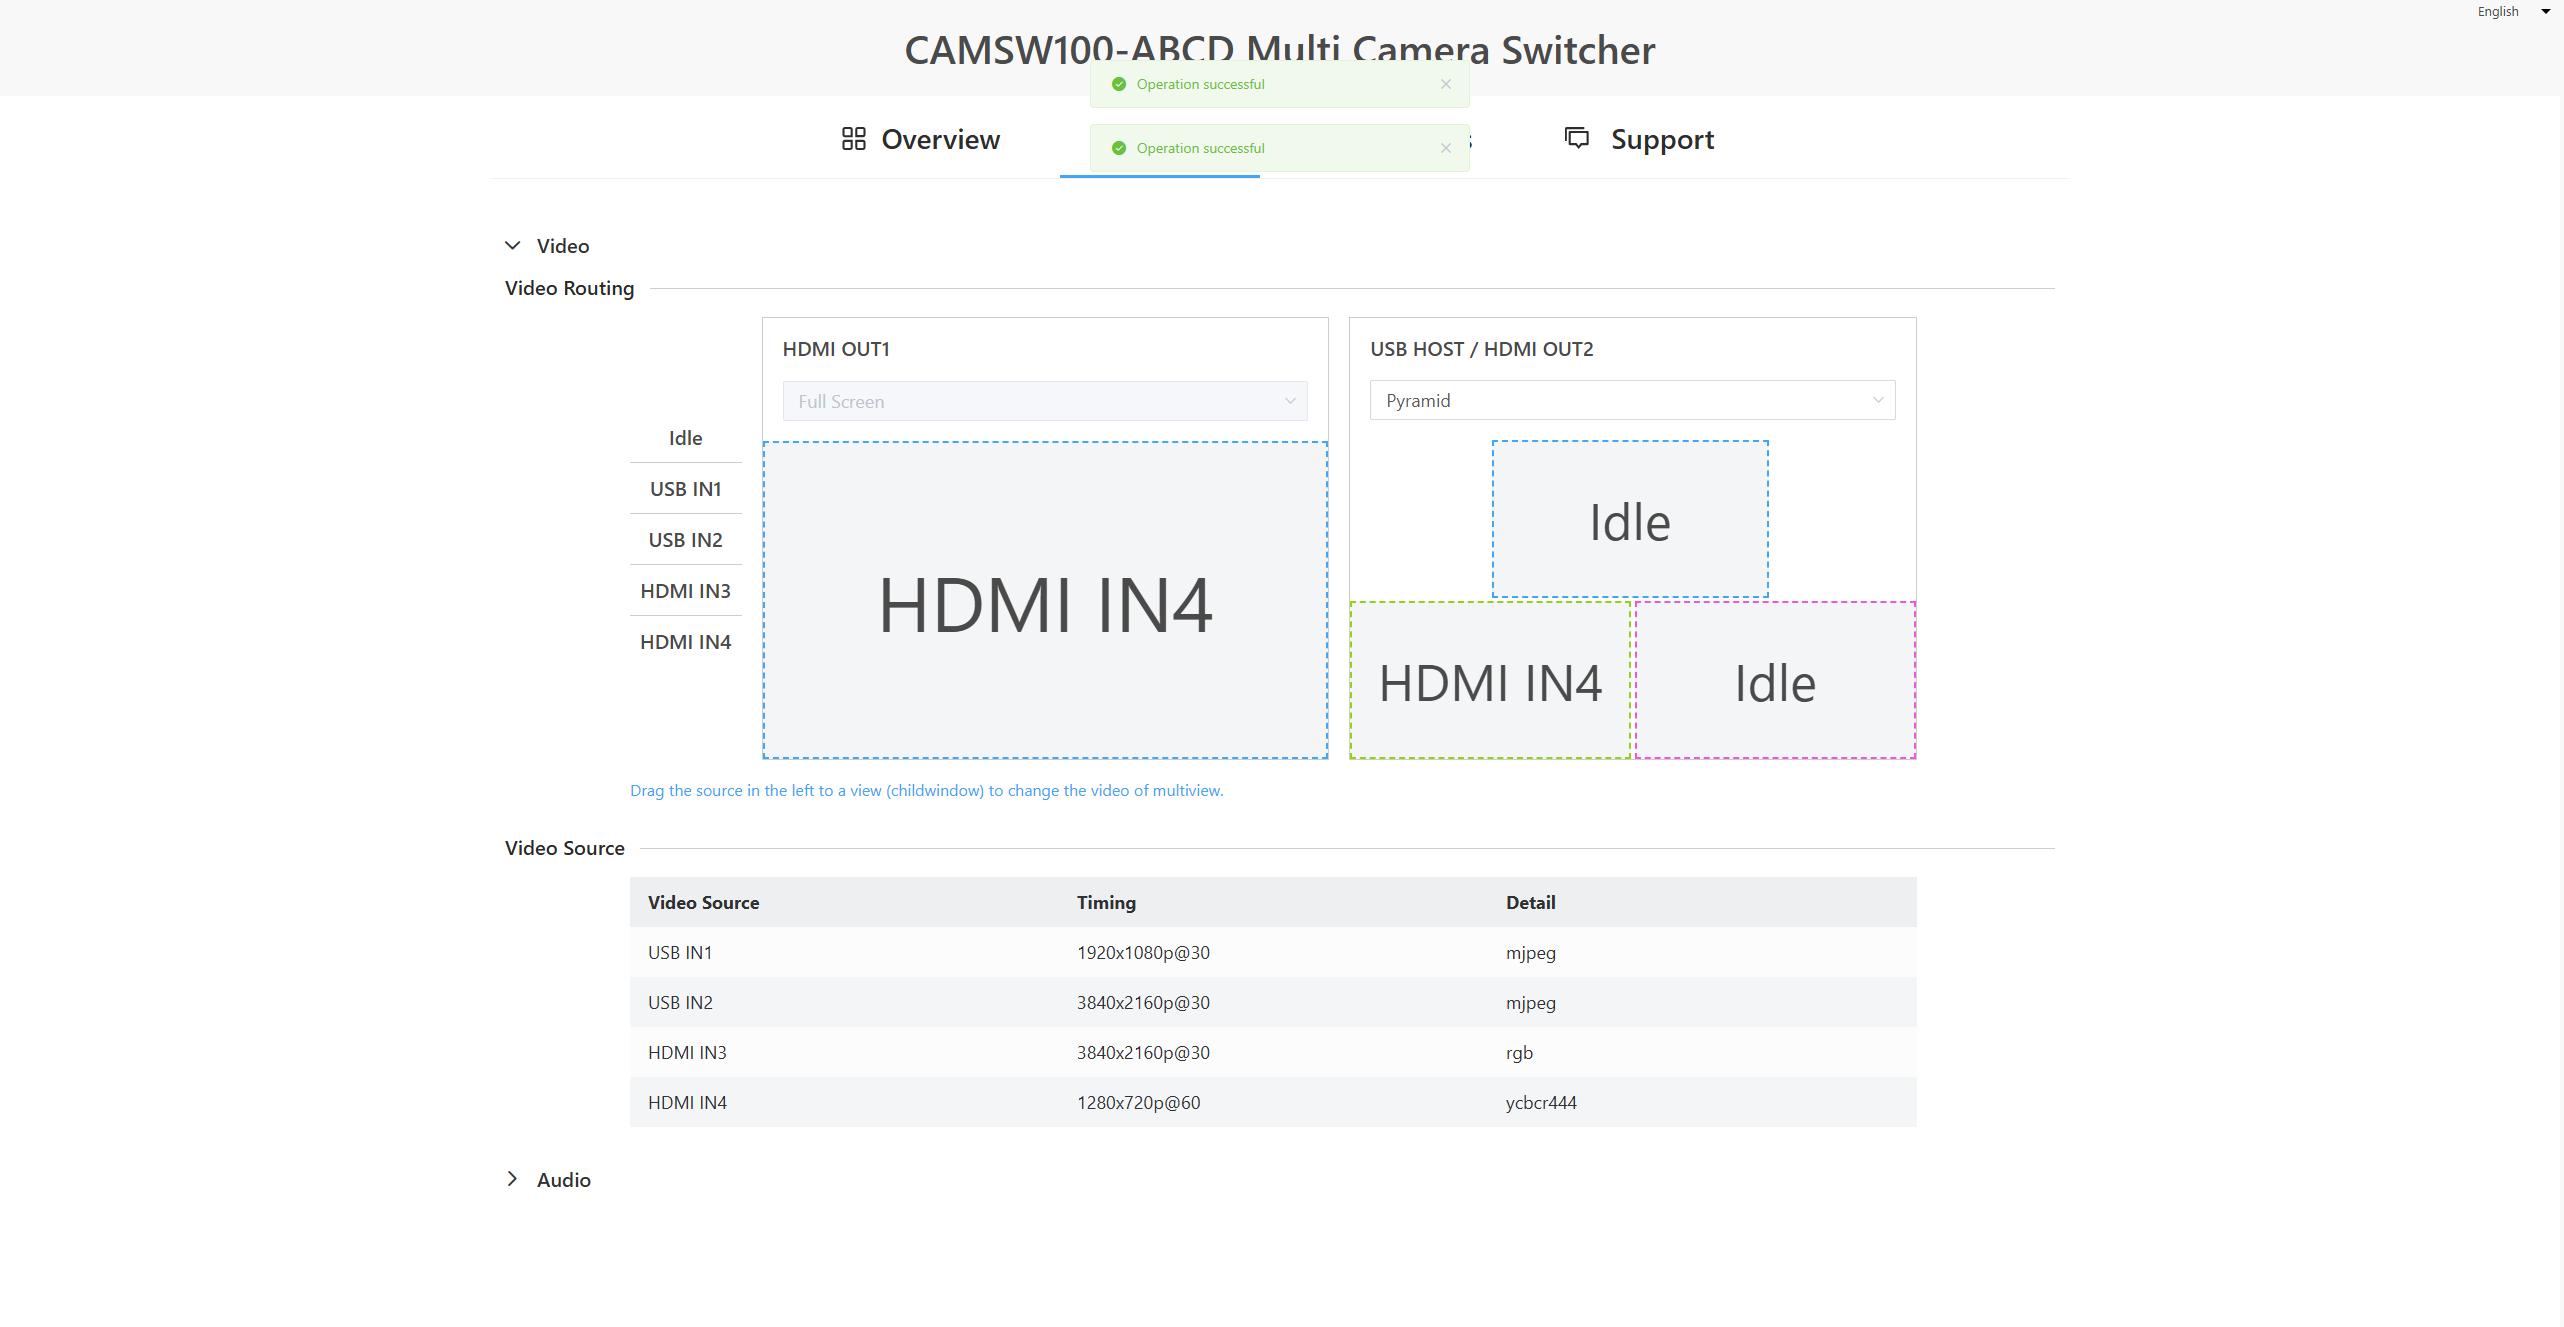 English
CAMSW100-ABCD Multi Camera Switcher
Operation successful
Overview
Operation successful
Support
Video
Video Routing
HDMI OUT1
USB HOST / HDMI OUT2
Full Screen
Pyramid
Idle
USB IN1
USB IN2
HDMI IN3
HDMI IN4
HDMI IN4
Idle
HDMI IN4
Idle
Drag the source in the left to a view (childwindow) to change the video of multiview.
Video Source
Video Source Timing Detail
USB IN1 1920x1080p@30 mjpeg
USB IN2 3840x2160p@30 mjpeg
HDMI IN3 3840x2160p@30 rgb
HDMI IN4 1280x720p@60 ycbcr444
Audio